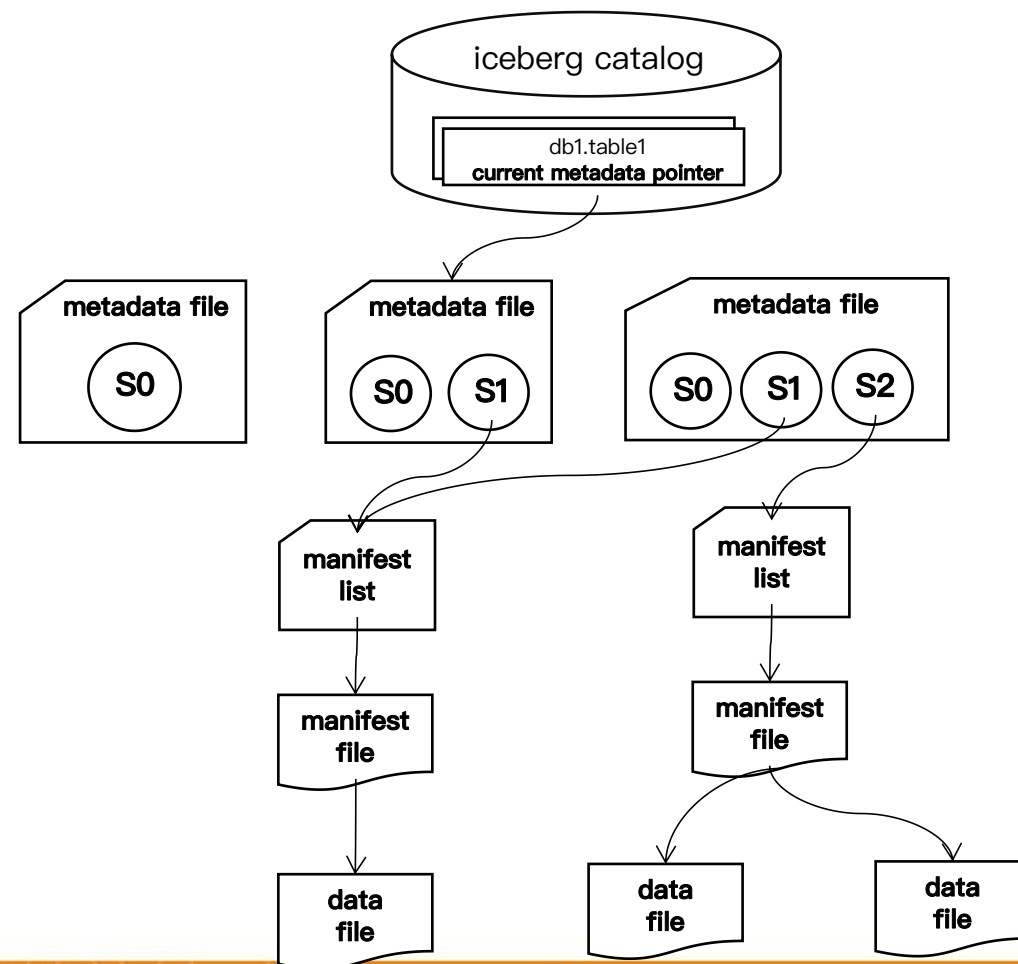 iceberg catalog
db1.table1
current metadata pointer
metadata file
S0
metadata file
S0
S1
metadata file
S0
S1
S2
manifest
list
manifest
list
manifest
file
manifest
file
data
file
data
file
data
file